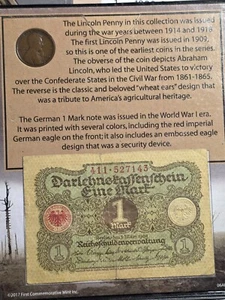 The Lincoln Penny in this collection was issued
during the war years between 1914 and 1918.
The first Lincoln Penny was issued in 1909,
so this is one of the earliest coins in the series.
The obverse of the coin depicts Abraham
Lincoln, who led the United States to victory
over the Confederate States in the Civil War from 1861-1865.
The reverse is the classic and beloved "wheat ears" design
that was a tribute to America's agricultural heritage.
The German 1 Mark note was issued in the World War I era.
It was printed with several colors, including the red imperial
German eagle on the front; it also includes an embossed eagle
design that was a security device.
411·527143
Darlehnskassenschein
Eine Mark
1
Mark
Reichsschuldenverwaltung
1
1
©2017 First Commemorative Mint Inc.